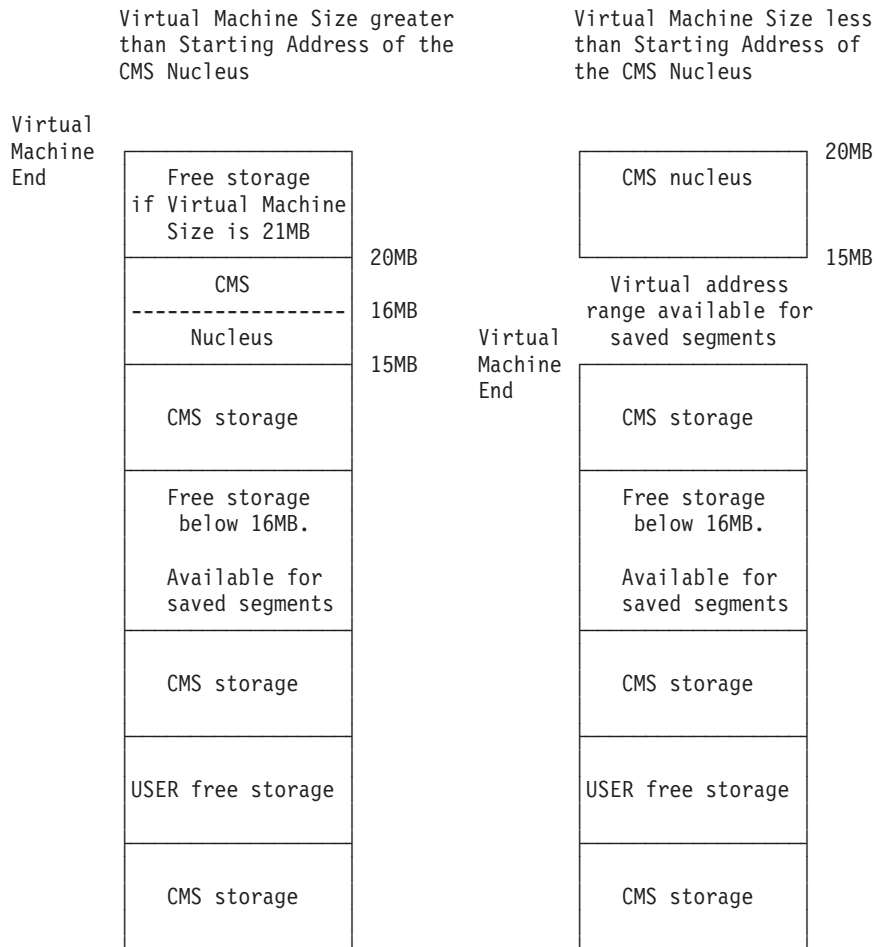 Virtual Machine Size greater
than Starting Address of the
CMS Nucleus
Virtual
Machine
End
Free storage
if Virtual Machine
Size is 21MB
20MB
CMS
16MB
Nucleus
15MB
CMS storage
Free storage
below 16MB.
Available for
saved segments
CMS storage
USER free storage
CMS storage
Virtual Machine Size less
than Starting Address of
the CMS Nucleus
20MB
CMS nucleus
15MB
Virtual address
range available for
saved segments
Virtual
Machine
End
CMS storage
Free storage
below 16MB.
Available for
saved segments
CMS storage
USER free storage
CMS storage